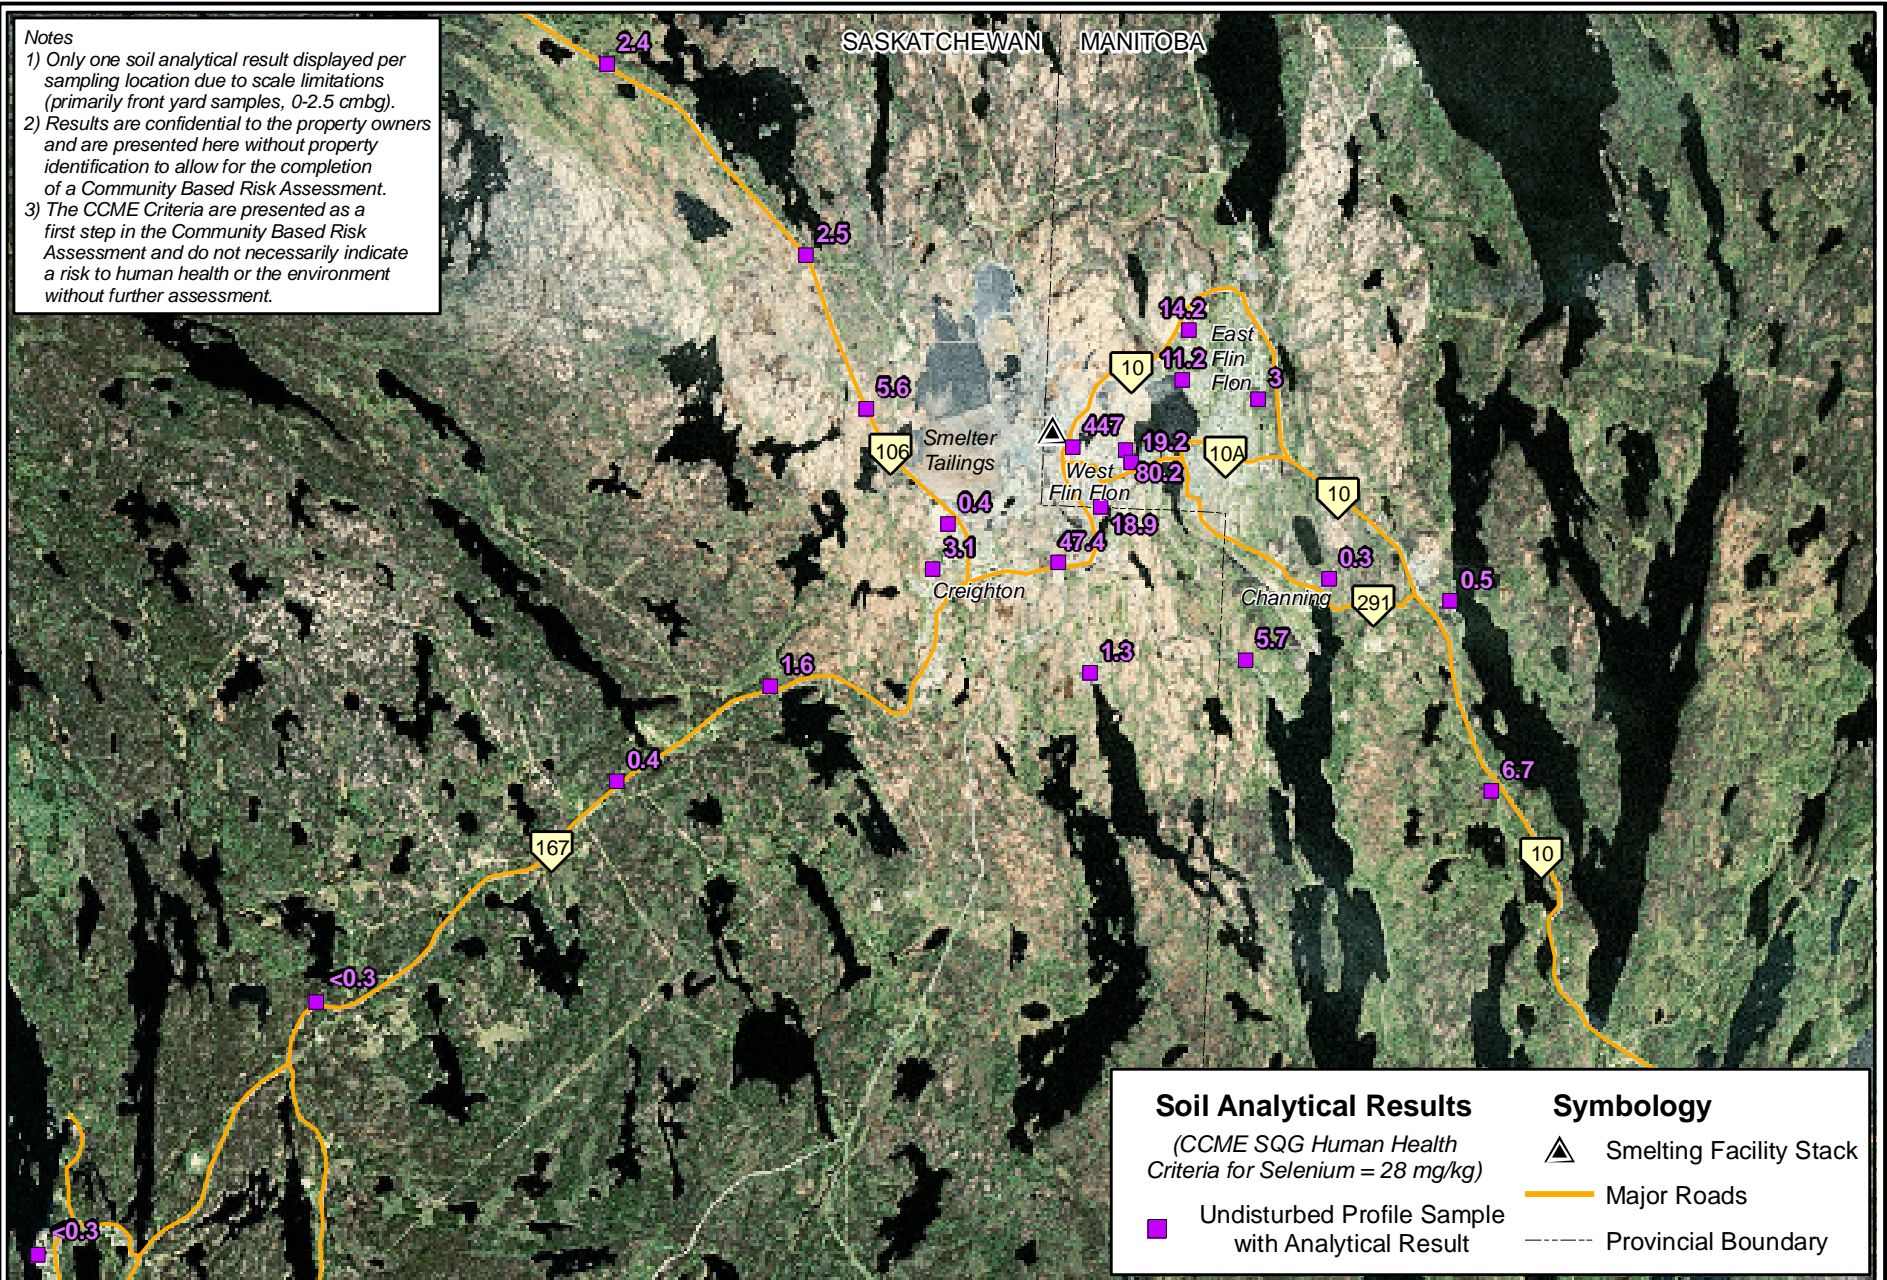 Notes
1) Only one soil analytical result displayed per
sampling location due to scale limitations
(primarily front yard samples, 0-2.5 cmbg).
2) Results are confidential to the property owners
and are presented here without property
identification to allow for the completion
of a Community Based Risk Assessment.
3) The CCME Criteria are presented as a
first step in the Community Based Risk
Assessment and do not necessarily indicate
a risk to human health or the environment
without further assessment.
SASKATCHEWAN
MANITOBA
2.4
2.5
14.2
East
Flin
Flon
10
11.2
3
5.6
447
Smelter
Tailings
106
19.2
10A
West
Flin Flon
80.2
10
0.4
18.9
3.1
47.4
0.3
0.5
Creighton
Channing
291
5.7
1.3
1.6
0.4
6.7
167
10
<0.3
<0.3
Soil Analytical Results
(CCME SQG Human Health
Criteria for Selenium = 28 mg/kg)
Undisturbed Profile Sample
with Analytical Result
Symbology
Smelting Facility Stack
Major Roads
Provincial Boundary